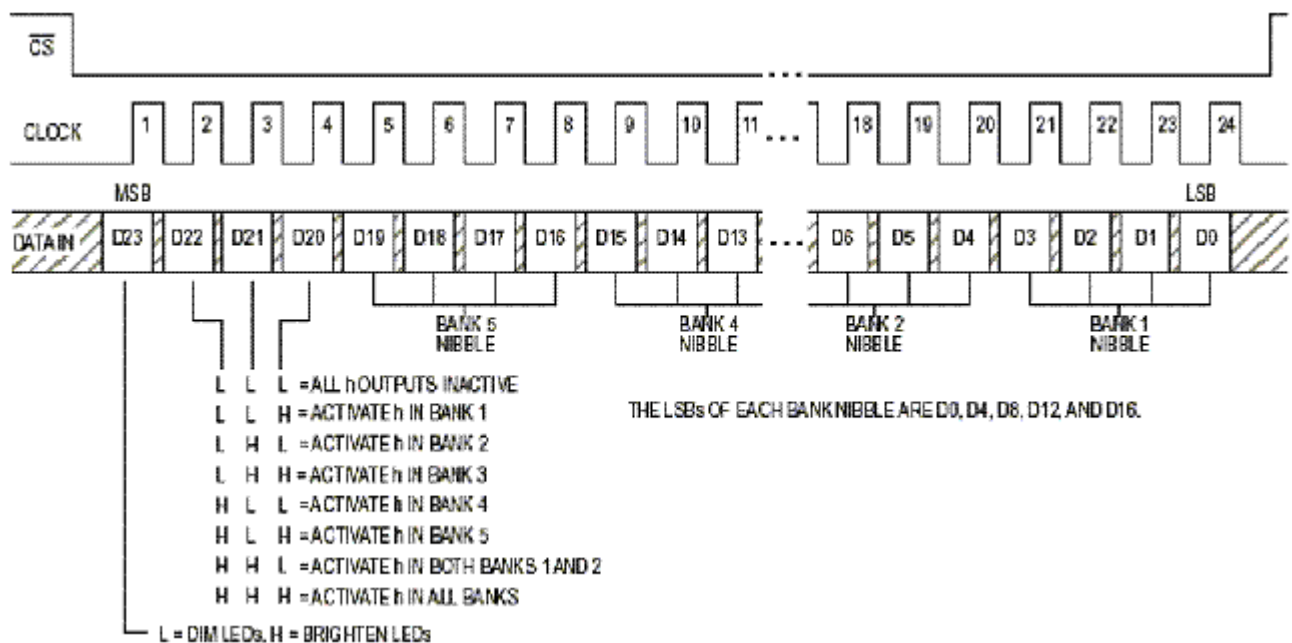 CS
CLOCK 1 2 3 4 5 6 7 8 9 10 11 ... 18 19 20 21 22 23 24
MSB LSB
DATA IN D23 D22 D21 D20 D19 D18 D17 D16 D15 D14 D13 ... D6 D5 D4 D3 D2 D1 D0
BANK 5 NIBBLE
BANK 4 NIBBLE
BANK 2 NIBBLE
BANK 1 NIBBLE
L L L = ALL h OUTPUTS INACTIVE
L L H = ACTIVATE h IN BANK 1
L H L = ACTIVATE h IN BANK 2
L H H = ACTIVATE h IN BANK 3
H L L = ACTIVATE h IN BANK 4
H L H = ACTIVATE h IN BANK 5
H H L = ACTIVATE h IN BOTH BANKS 1 AND 2
H H H = ACTIVATE h IN ALL BANKS
L = DIM LEDs, H = BRIGHTEN LEDs
THE LSBs OF EACH BANK NIBBLE ARE D0, D4, D8, D12, AND D16.